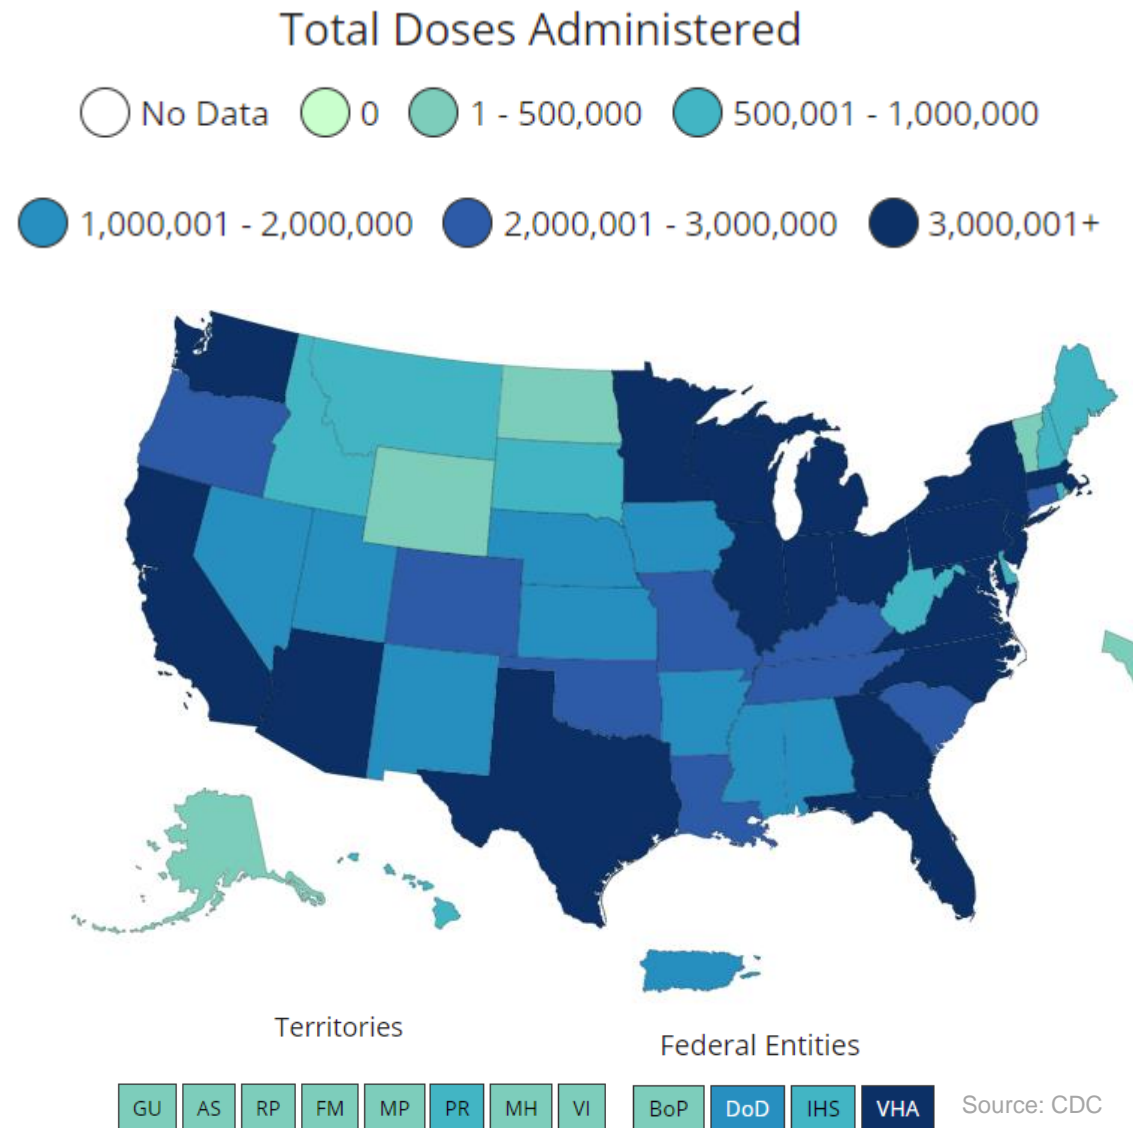 Total Doses Administered
No Data 0 1 - 500,000 500,001 - 1,000,000
1,000,001 - 2,000,000 2,000,001 - 3,000,000 3,000,001+
Territories
Federal Entities
GU AS RP FM MP PR MH VI BoP DoD IHS VHA
Source: CDC